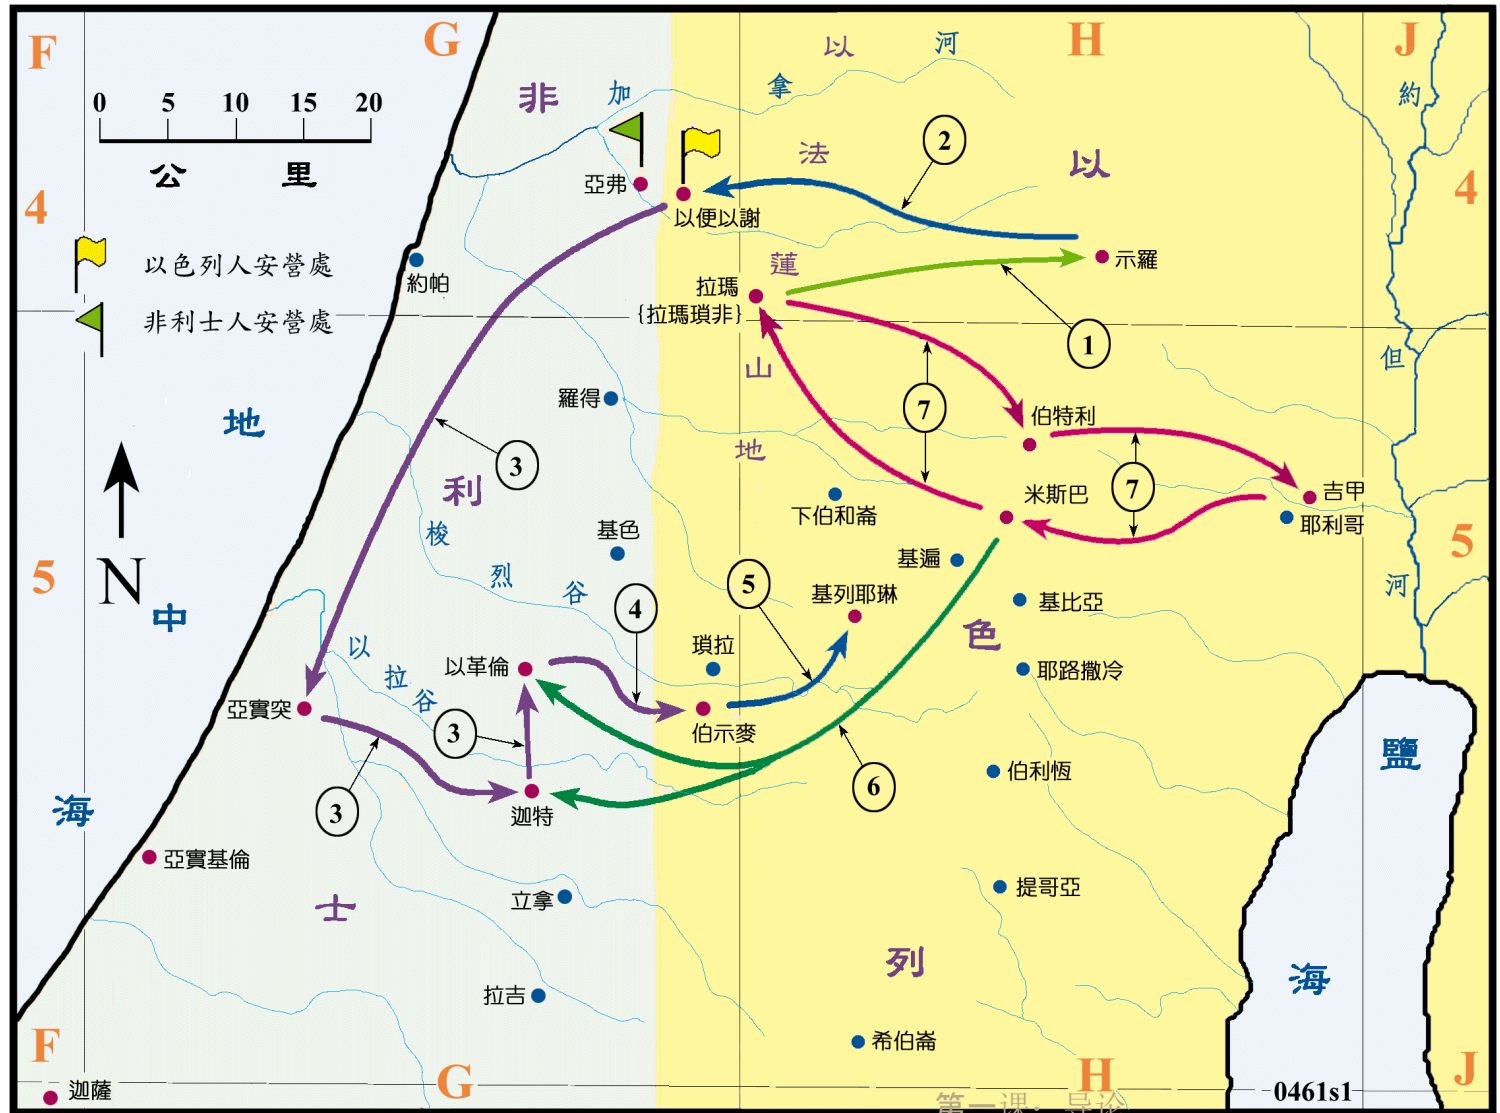 F
G
H
J
以
河
加
拿
非
約
0 5 10 15 20
公 里
法
以
2
4
4
亞弗
以便以謝
以色列人安營處
非利士人安營處
約帕
蓮
示羅
拉瑪
{拉瑪瑣非}
1
山
但
羅得
7
伯特利
地
地
3
利
7
吉甲
耶利哥
米斯巴
下伯和崙
梭
基色
基遍
5
5
N
烈
谷
4
5
基列耶琳
基比亞
河
中
色
以
拉
谷
以革倫
瑣拉
耶路撒冷
亞實突
3
伯示麥
鹽
伯利恆
6
3
迦特
海
亞實基倫
提哥亞
立拿
士
列
海
拉吉
希伯崙
F
G
H
J
迦薩
0461s1
第一课：导论